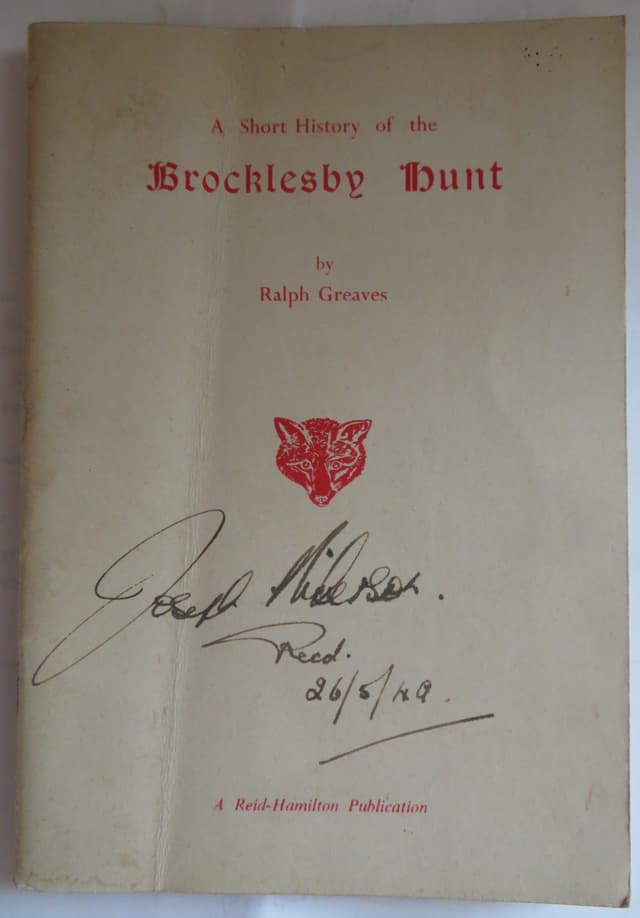 A Short History of the
Brocklesby Hunt
by
Ralph Greaves
Joseph
Recd.
26/5/49.
A Reid-Hamilton Publication